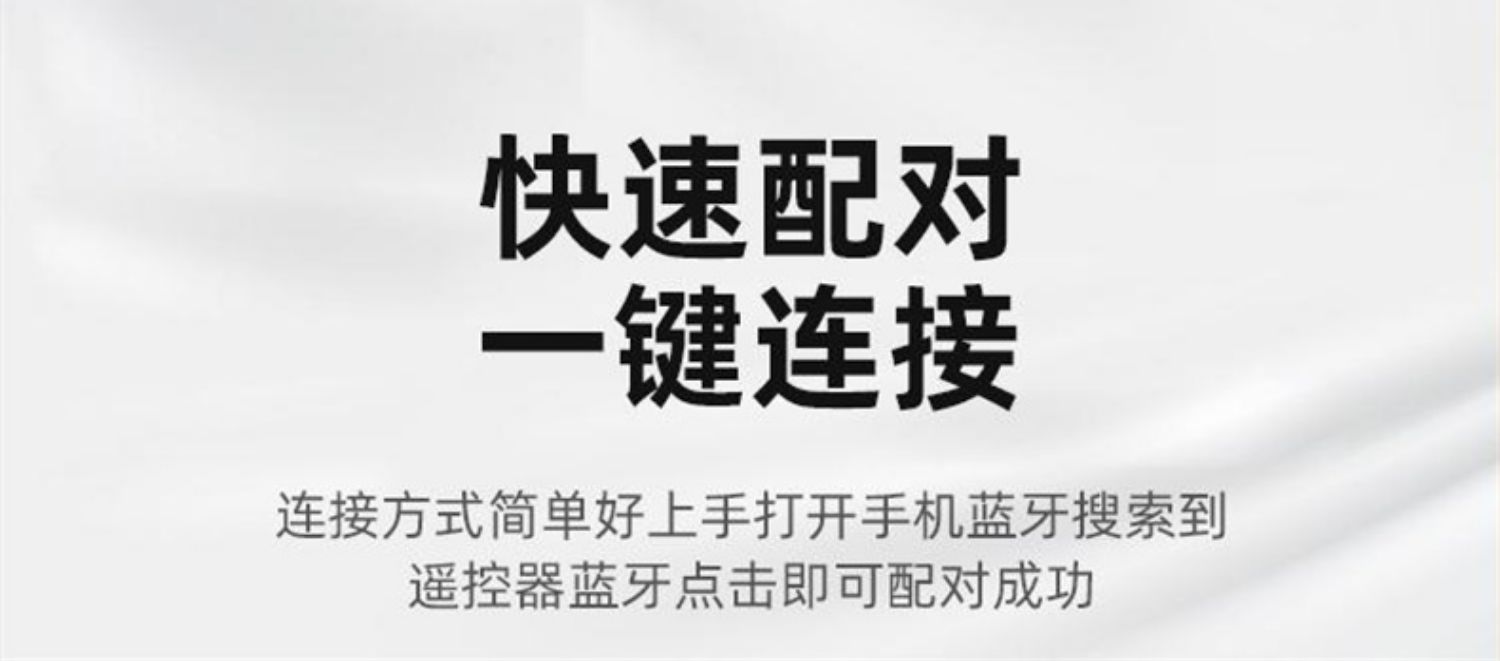 快速配对
一键连接
连接方式简单好上手打开手机蓝牙搜索到
遥控器蓝牙点击即可配对成功